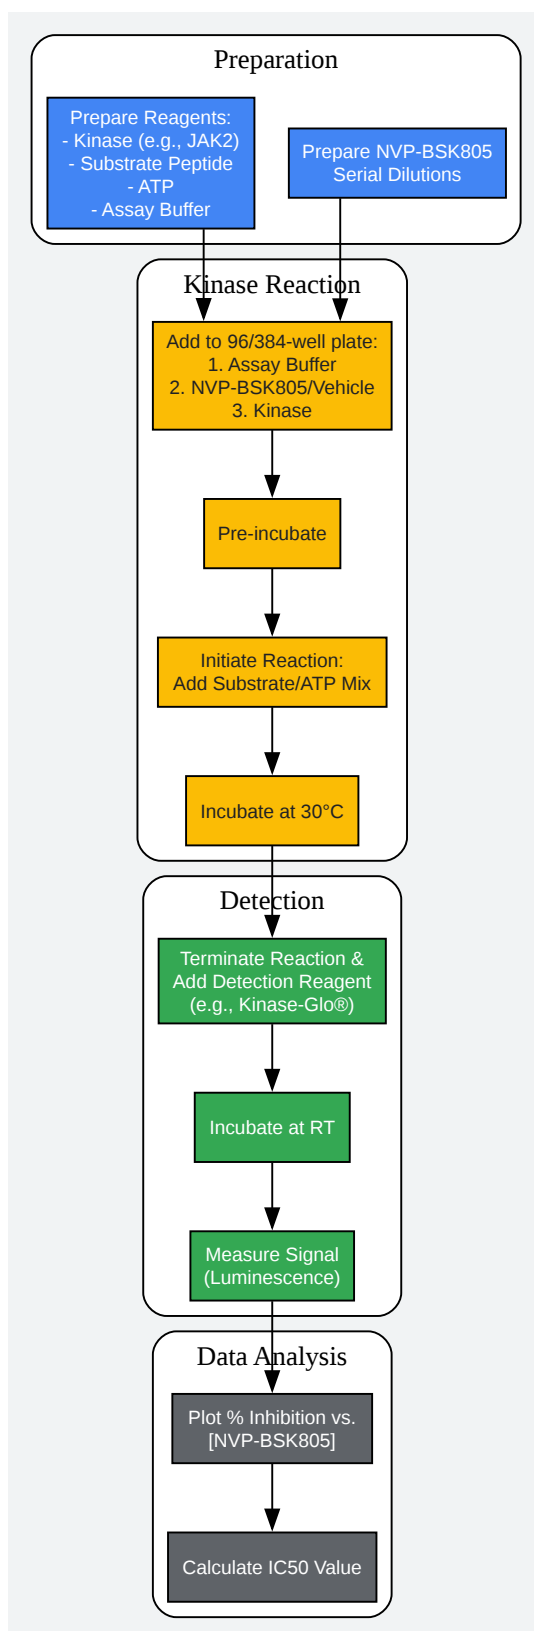 Preparation
Prepare Reagents:
- Kinase (e.g., JAK2)
- Substrate Peptide
- ATP
- Assay Buffer
Prepare NVP-BSK805
Serial Dilutions
Kinase Reaction
Add to 96/384-well plate:
1. Assay Buffer
2. NVP-BSK805/Vehicle
3. Kinase
Pre-incubate
Initiate Reaction:
Add Substrate/ATP Mix
Incubate at 30°C
Detection
Terminate Reaction &
Add Detection Reagent
(e.g., Kinase-Glo®)
Incubate at RT
Measure Signal
(Luminescence)
Data Analysis
Plot % Inhibition vs.
[NVP-BSK805]
Calculate IC50 Value